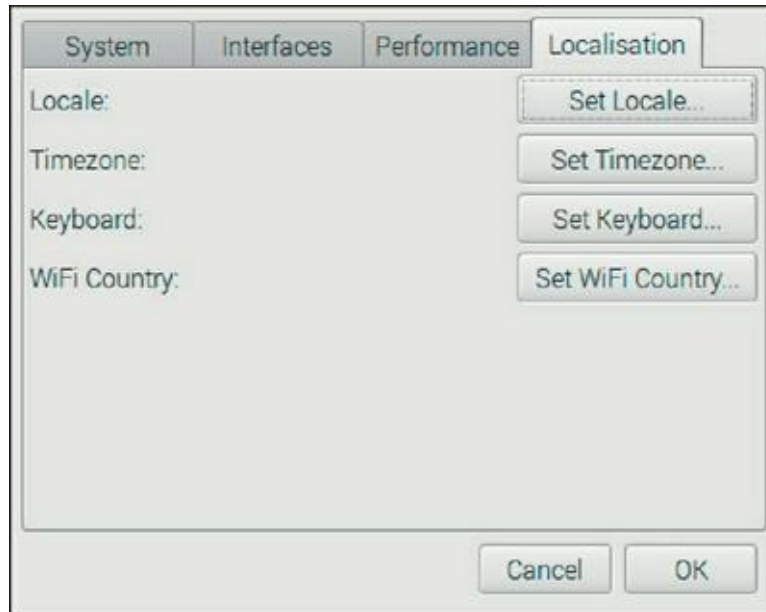 System Interfaces Performance Localisation
Locale: Set Locale...
Timezone: Set Timezone...
Keyboard: Set Keyboard...
WiFi Country: Set WiFi Country...
Cancel OK